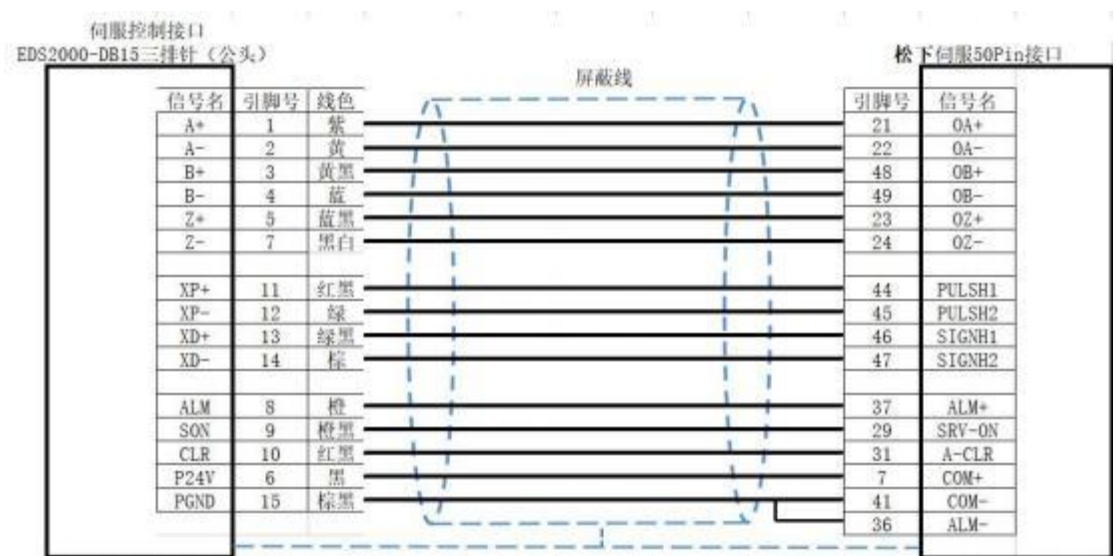 伺服控制接口
EDS2000-DB15三排针（公头）
松下伺服50Pin接口
屏蔽线
信号名 引脚号 线色 引脚号 信号名
A+ 1 紫 21 OA+
A- 2 黄 22 OA-
B+ 3 黄黑 48 OB+
B- 4 蓝 49 OB-
Z+ 5 蓝黑 23 OZ+
Z- 7 黑白 24 OZ-
XP+ 11 红黑 44 PULSH1
XP- 12 绿 45 PULSH2
XD+ 13 绿黑 46 SIGNH1
XD- 14 棕 47 SIGNH2
ALM 8 橙 37 ALM+
SON 9 橙黑 29 SRV-ON
CLR 10 红黑 31 A-CLR
P24V 6 黑 7 COM+
PGND 15 棕黑 41 COM-
36 ALM-